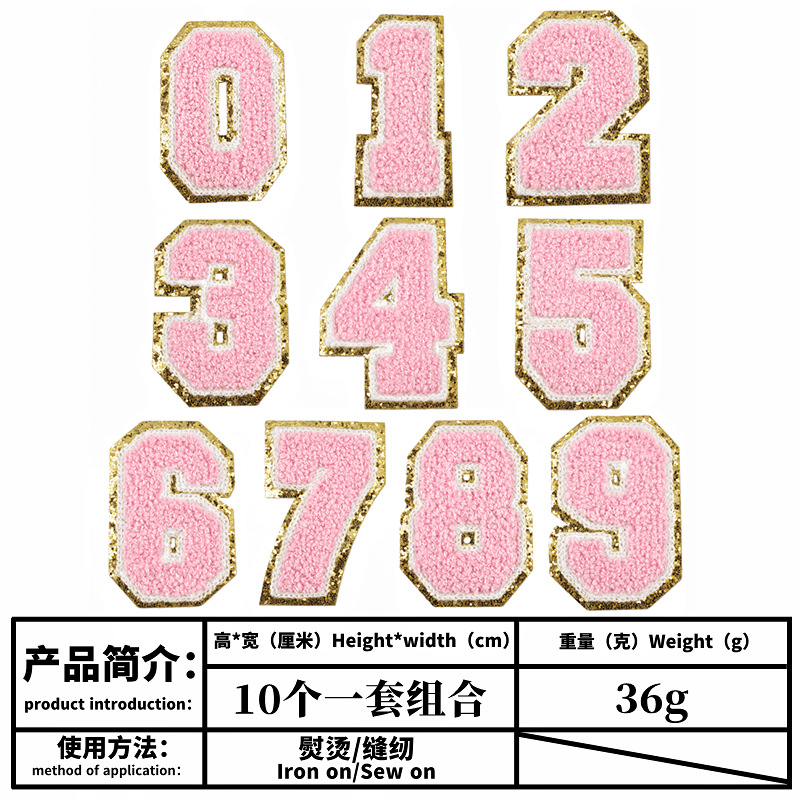 0 1 2
3 4 5
6 7 8 9
产品简介：
product introduction：
高*宽（厘米）Height*width（cm）
重量（克）Weight（g）
10个一套组合
36g
使用方法：
method of application：
熨烫/缝纫
Iron on/Sew on